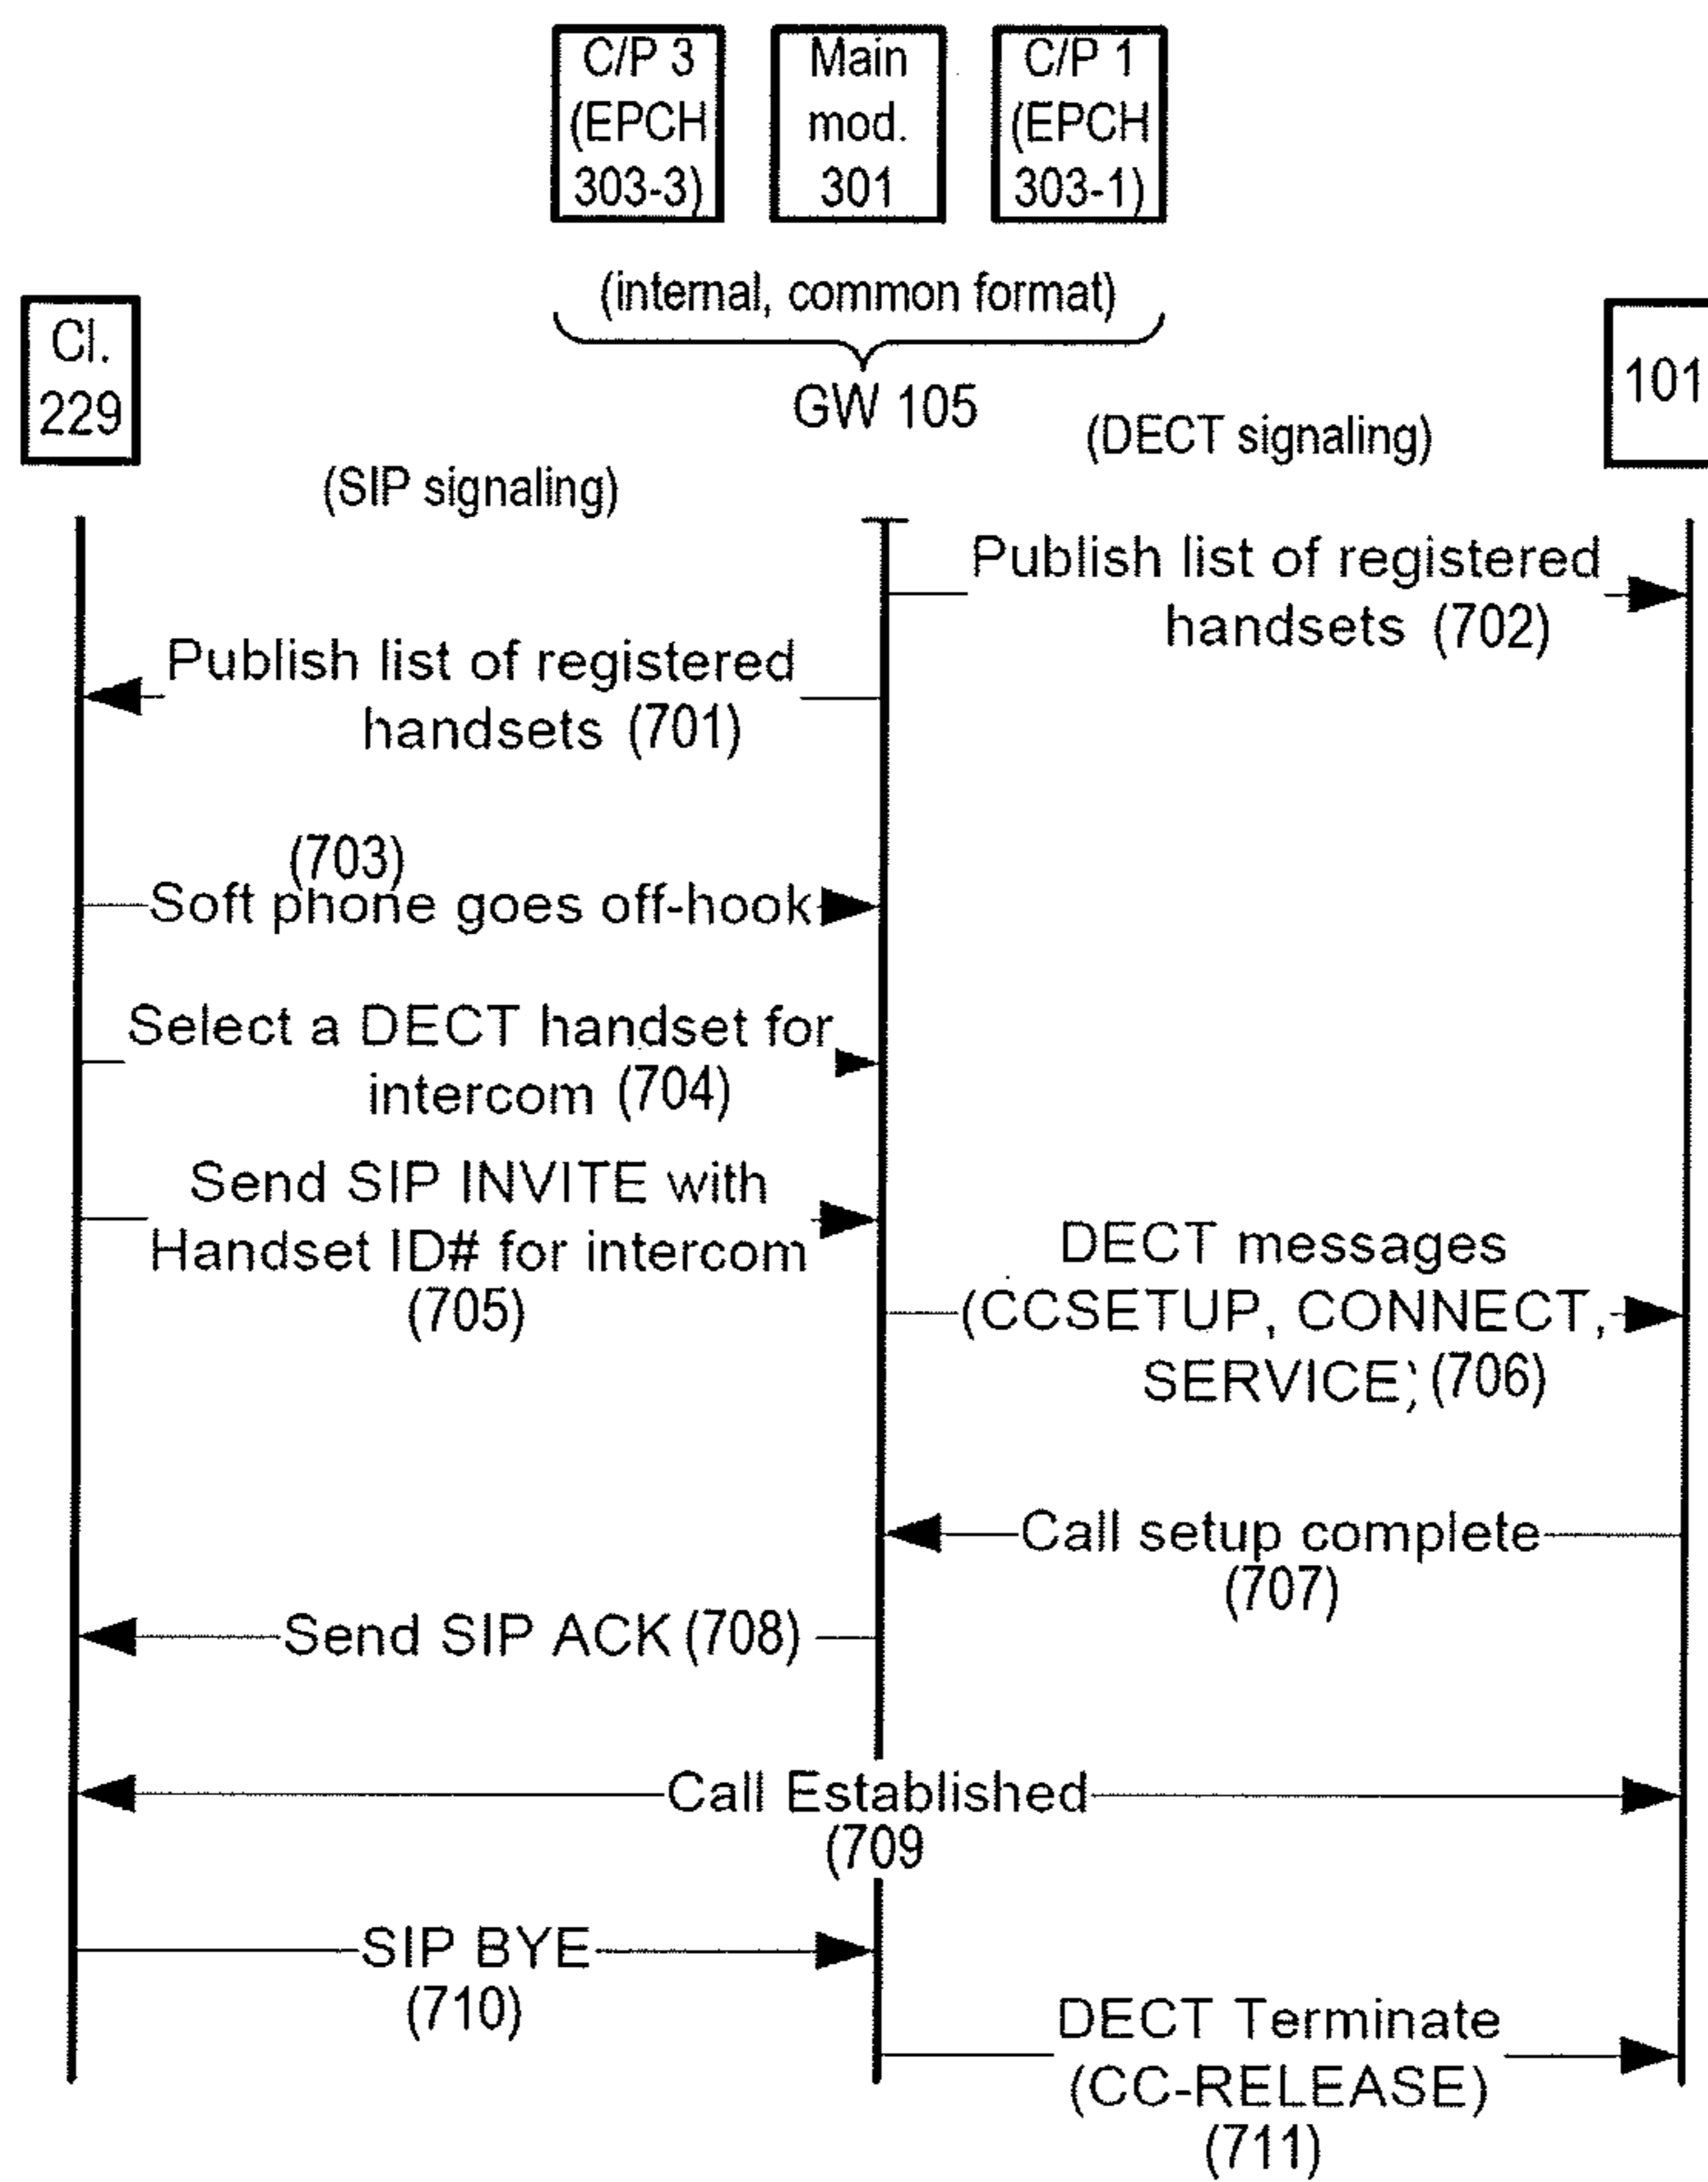 C/P 3
(EPCH
303-3)
Main
mod.
301
C/P 1
(EPCH
303-1)
(internal, common format)
GW 105
Cl.
229
101
(DECT signaling)
(SIP signaling)
Publish list of registered
handsets (702)
Publish list of registered
handsets (701)
(703)
Soft phone goes off-hook
Select a DECT handset for
intercom (704)
Send SIP INVITE with
Handset ID# for intercom
(705)
DECT messages
(CCSETUP, CONNECT,
SERVICE; (706)
Call setup complete
(707)
Send SIP ACK (708)
Call Established
(709
SIP BYE
(710)
DECT Terminate
(CC-RELEASE)
(711)